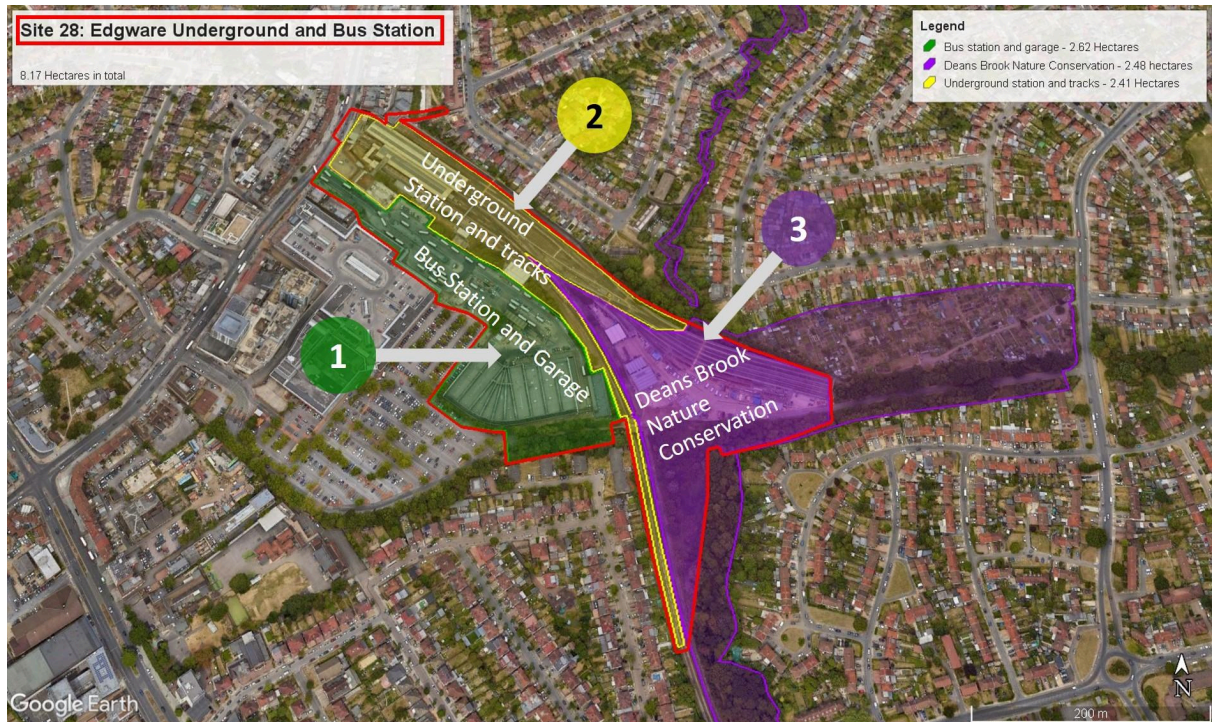 Site 28: Edgware Underground and Bus Station
8.17 Hectares in total
Legend
Bus station and garage - 2.62 Hectares
Deans Brook Nature Conservation - 2.48 hectares
Underground station and tracks - 2.41 Hectares
2
Underground
Station and tracks
3
Bus Station and Garage
1
Deans Brook
Nature
Conservation
Google Earth
N
200 m